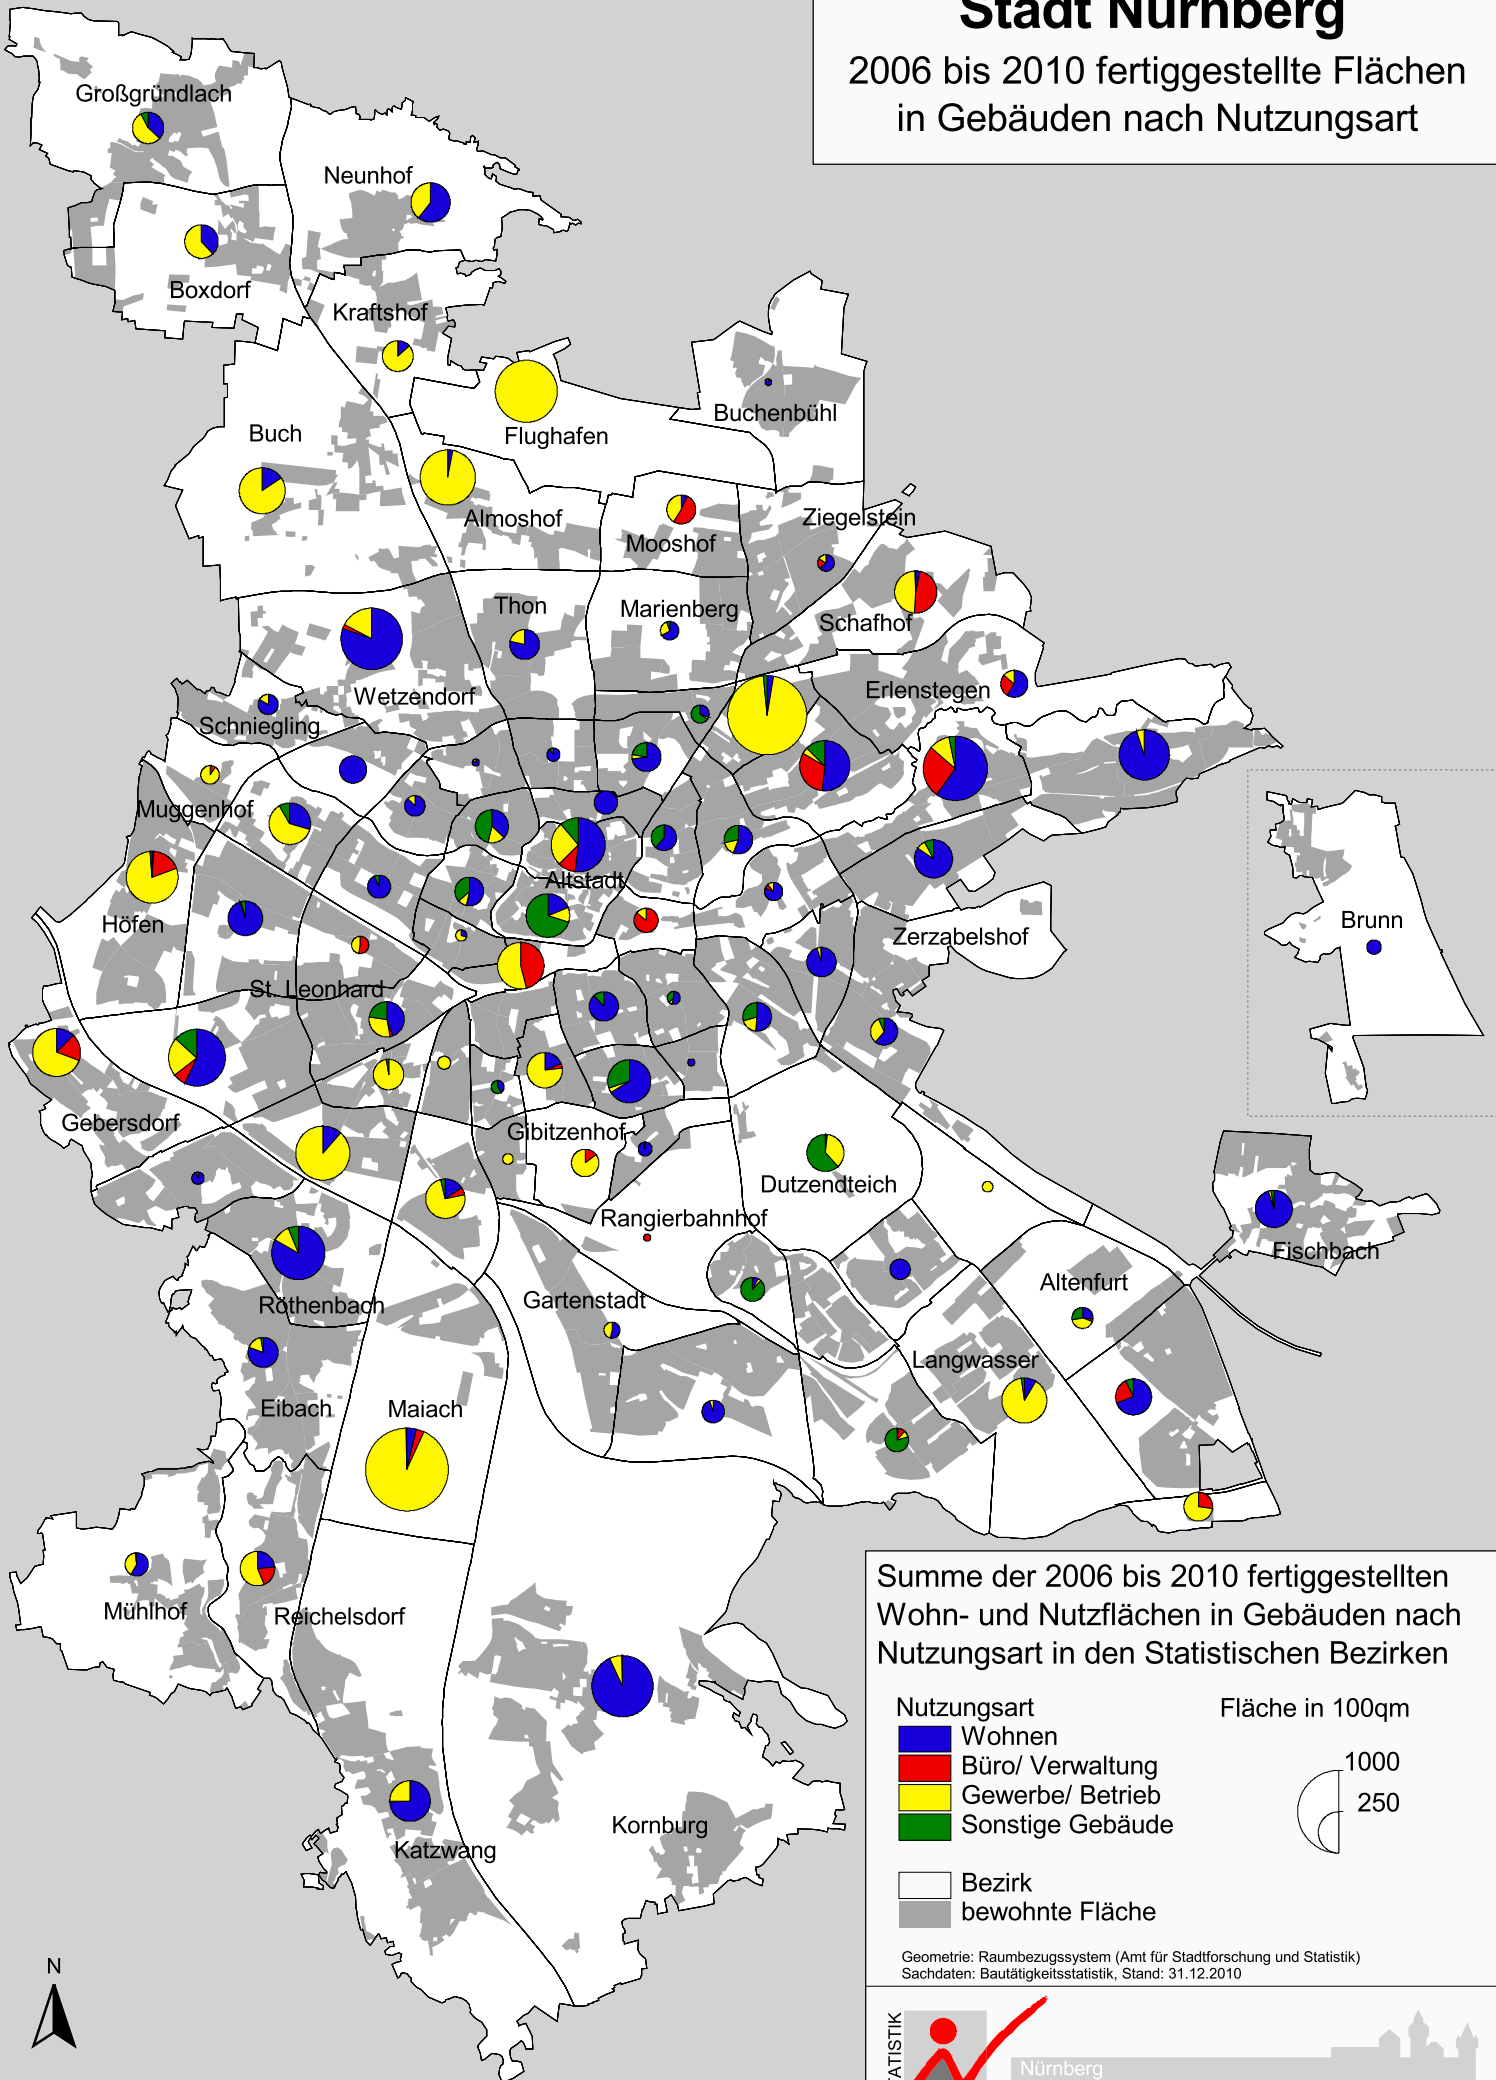 Stadt Nürnberg
2006 bis 2010 fertiggestellte Flächen
in Gebäuden nach Nutzungsart
Großgründlach
Neunhof
Boxdorf
Kraftshof
Buchenbühl
Buch
Flughafen
Almoshof
Ziegelstein
Mooshof
Thon
Marienberg
Schafhof
Wetzendorf
Erlenstegen
Schniegling
Muggenhof
Altstadt
Höfen
Zerzabelshof
Brunn
St. Leonhard
Gebersdorf
Gibitzenhof
Dutzendteich
Rangierbahnhof
Fischbach
Altenfurt
Röthenbach
Gartenstadt
Langwasser
Eibach
Maiach
Mühlhof
Reichelsdorf
Kornburg
Katzwang
N
Summe der 2006 bis 2010 fertiggestellten
Wohn- und Nutzflächen in Gebäuden nach
Nutzungsart in den Statistischen Bezirken
Nutzungsart
Wohnen
Büro/ Verwaltung
Gewerbe/ Betrieb
Sonstige Gebäude
Fläche in 100qm
1000
250
Bezirk
bewohnte Fläche
Geometrie: Raumbezugssystem (Amt für Stadtforschung und Statistik)
Sachdaten: Bautätigkeitsstatistik, Stand: 31.12.2010
ATISTIK
Nürnberg